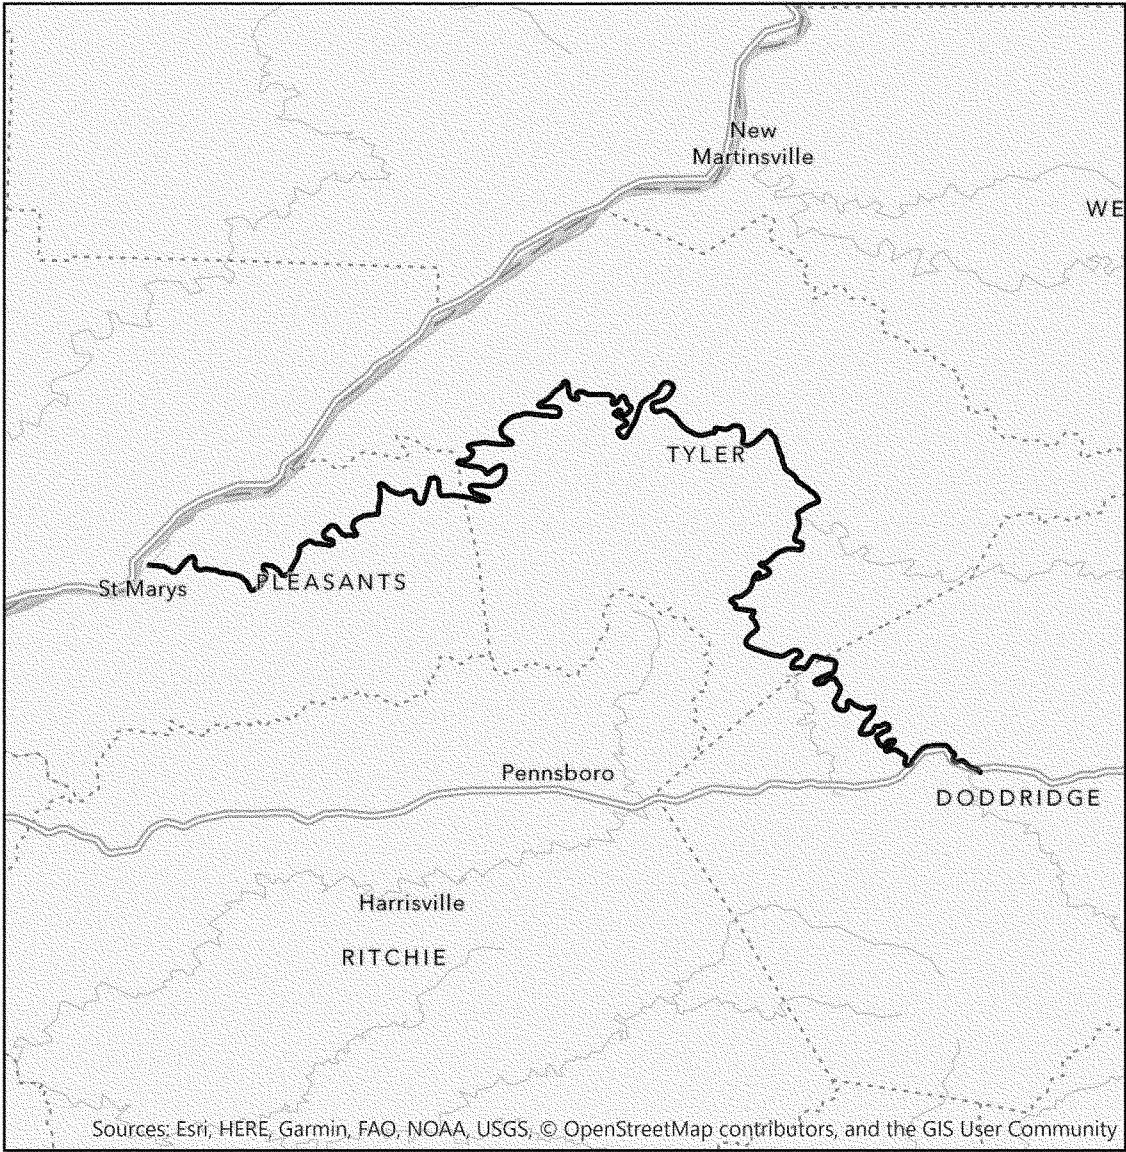 New
Martinsville
WE
TYLER
St Marys
PLEASANTS
Pennsboro
DODDRIDGE
Harrisville
RITCHIE
Sources: Esri, HERE, Garmin, FAO, NOAA, USGS, © OpenStreetMap contributors, and the GIS User Community